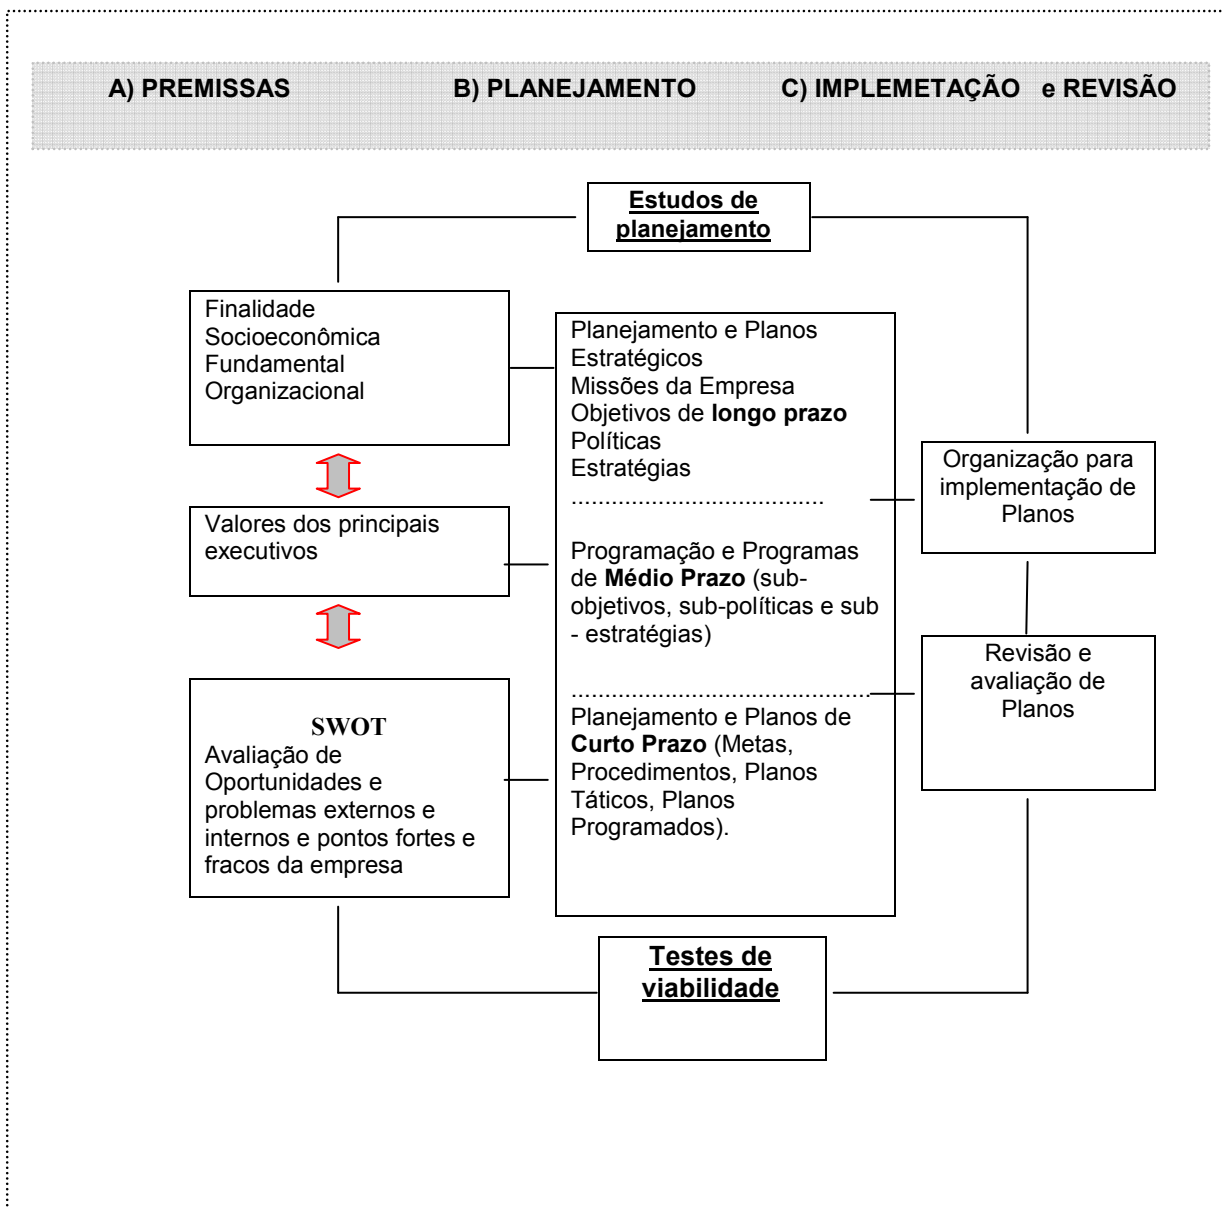 A) PREMISSAS B) PLANEJAMENTO C) IMPLEMETAÇÃO e REVISÃO
Estudos de
planejamento
Finalidade
Socioeconômica
Fundamental
Organizacional
Valores dos principais
executivos
SWOT
Avaliação de
Oportunidades e
problemas externos e
internos e pontos fortes e
fracos da empresa
Planejamento e Planos
Estratégicos
Missões da Empresa
Objetivos de longo prazo
Políticas
Estratégias
......................................
Programação e Programas
de Médio Prazo (sub-
objetivos, sub-políticas e sub
- estratégias)
.............................................
Planejamento e Planos de
Curto Prazo (Metas,
Procedimentos, Planos
Táticos, Planos
Programados).
Organização para
implementação de
Planos
Revisão e
avaliação de
Planos
Testes de
viabilidade